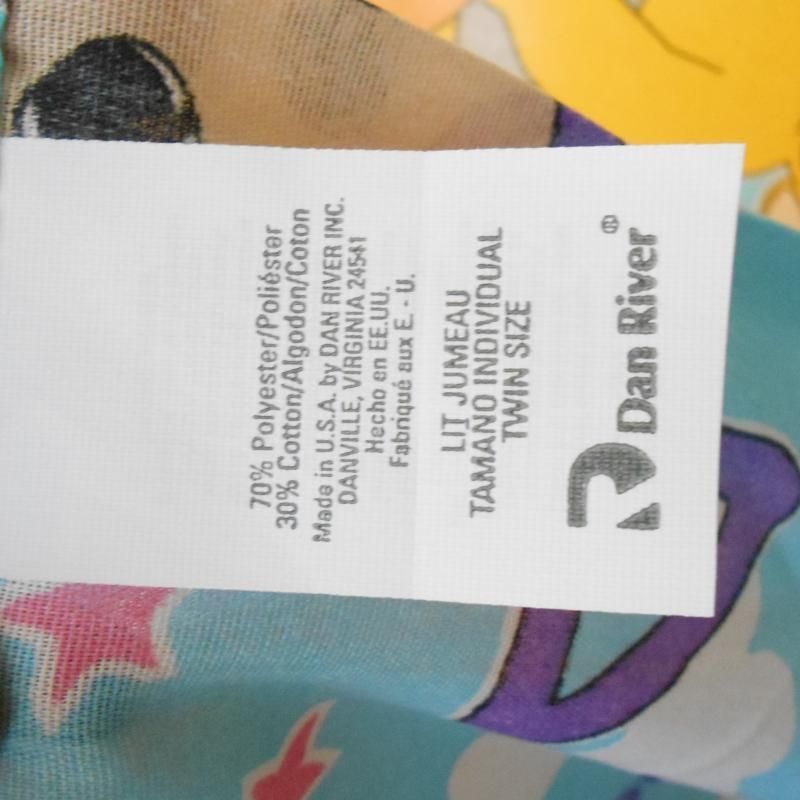 70% Polyester/Poliéster
30% Cotton/Algodon/Coton
Made in U.S.A. by DAN RIVER INC.
DANVILLE, VIRGINIA 24541
Hecho en EE.UU.
Fabriqué aux E. - U.
LIT JUMEAU
TAMANO INDIVIDUAL
TWIN SIZE
Dan River®